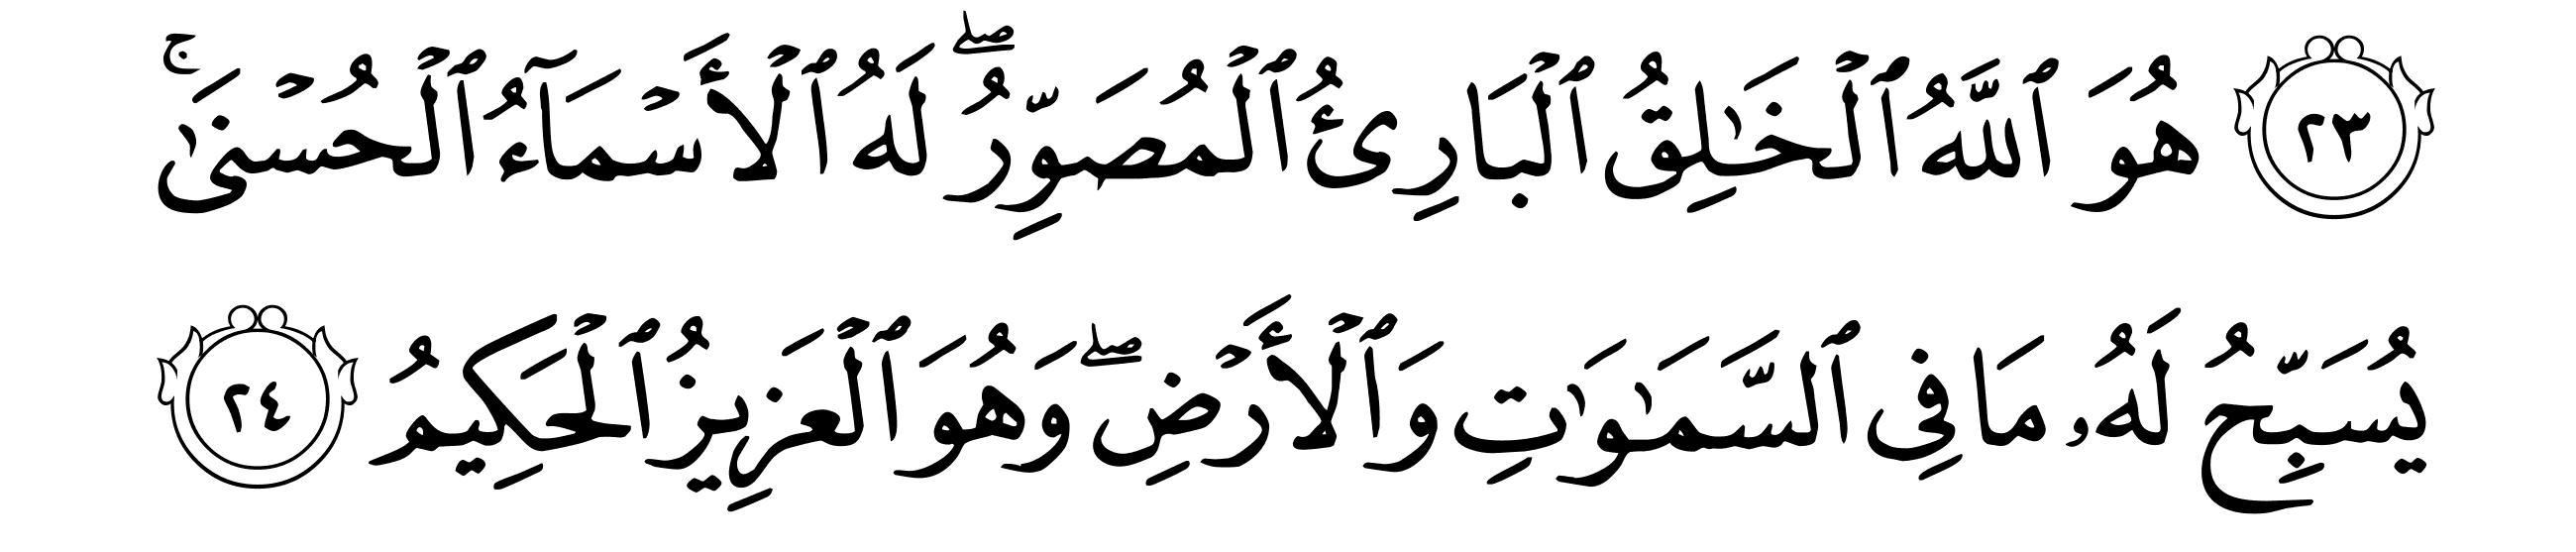 ٢٣ هُوَ ٱللَّهُ ٱلْخَـٰلِقُ ٱلْبَارِئُ ٱلْمُصَوِّرُ ۖ لَهُ ٱلْأَسْمَآءُ ٱلْحُسْنَىٰ ۚ
يُسَبِّحُ لَهُۥ مَا فِى ٱلسَّمَـٰوَٰتِ وَٱلْأَرْضِ ۖ وَهُوَ ٱلْعَزِيزُ ٱلْحَكِيمُ ٢٤